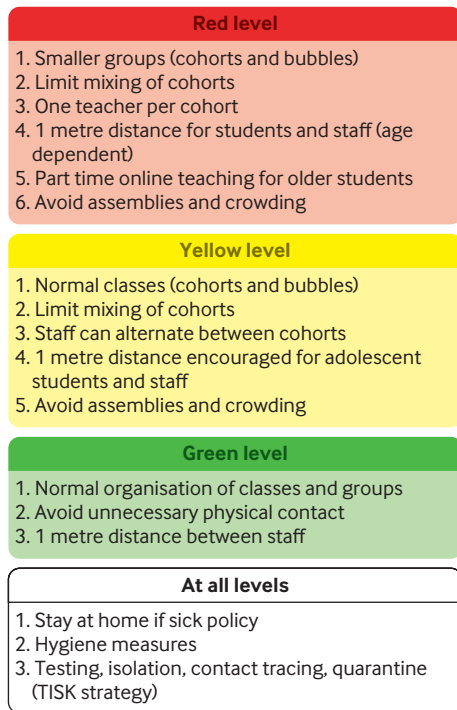 Red level
1. Smaller groups (cohorts and bubbles)
2. Limit mixing of cohorts
3. One teacher per cohort
4. 1 metre distance for students and staff (age
dependent)
5. Part time online teaching for older students
6. Avoid assemblies and crowding
Yellow level
1. Normal classes (cohorts and bubbles)
2. Limit mixing of cohorts
3. Staff can alternate between cohorts
4. 1 metre distance encouraged for adolescent
students and staff
5. Avoid assemblies and crowding
Green level
1. Normal organisation of classes and groups
2. Avoid unnecessary physical contact
3. 1 metre distance between staff
At all levels
1. Stay at home if sick policy
2. Hygiene measures
3. Testing, isolation, contact tracing, quarantine
(TISK strategy)